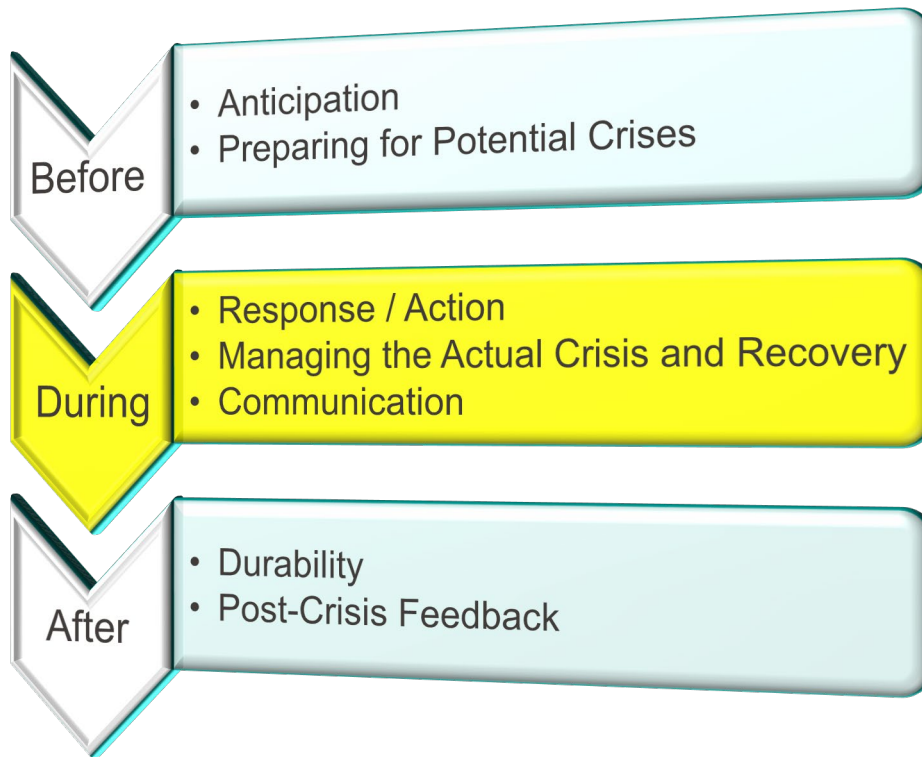 Before
• Anticipation
• Preparing for Potential Crises
During
• Response / Action
• Managing the Actual Crisis and Recovery
• Communication
After
• Durability
• Post-Crisis Feedback